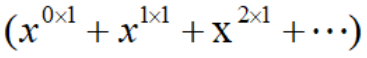 (x^{0×1} + x^{1×1} + x^{2×1} + ⋯)